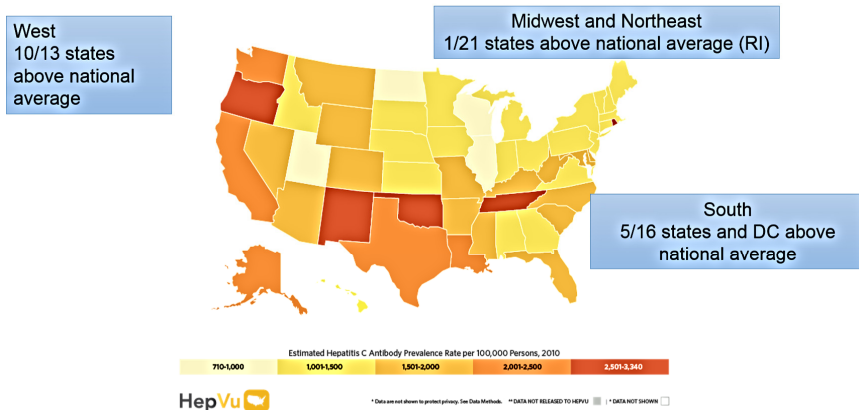 West
10/13 states
above national
average
Midwest and Northeast
1/21 states above national average (RI)
South
5/16 states and DC above
national average
Estimated Hepatitis C Antibody Prevalence Rate per 100,000 Persons, 2010
710-1,000
1,001-1,500
1,501-2,000
2,001-2,500
2,501-3,340
HepVu
* Data are not shown to protect privacy. See Data Methods. ** DATA NOT RELEASED TO HEPVU | * DATA NOT SHOWN